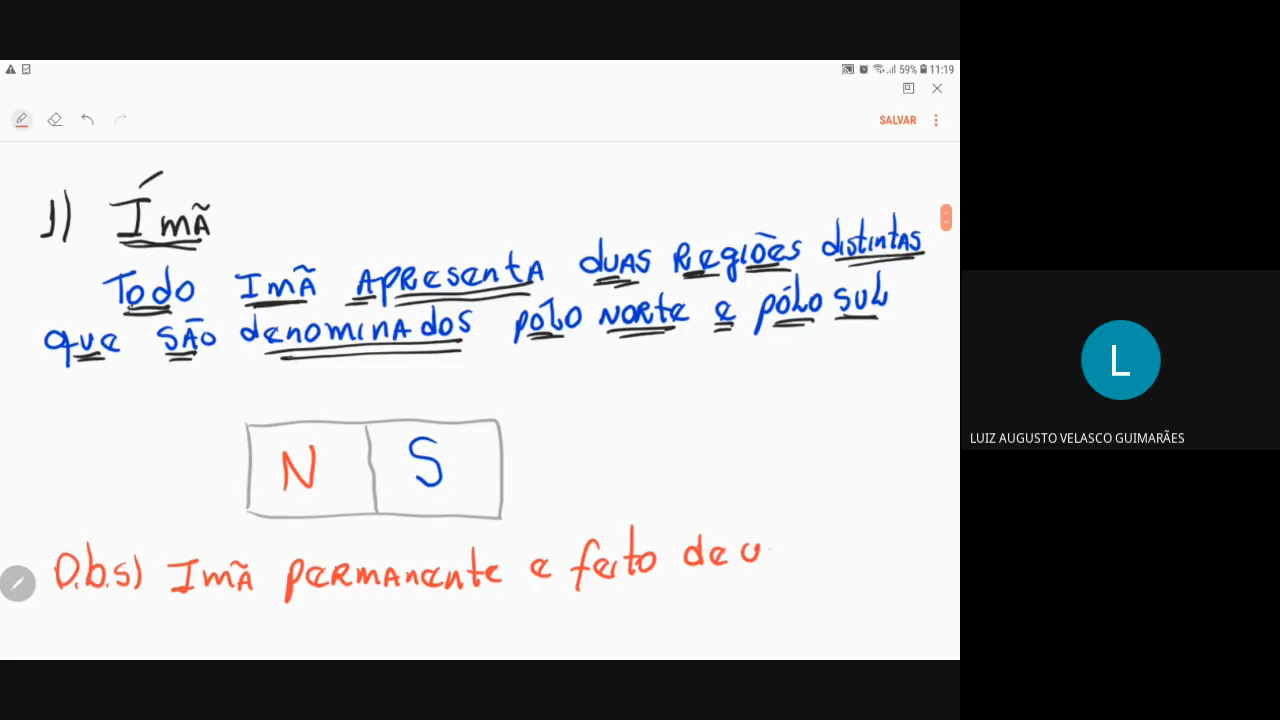 59% 11:19
SALVAR
1) Ímã
Todo Imã Apresenta duas Regiões distintas
que são denominados pólo Norte e pólo sul
N S
O.b.s) Imã permanente e feito de u
L
LUIZ AUGUSTO VELASCO GUIMARÃES